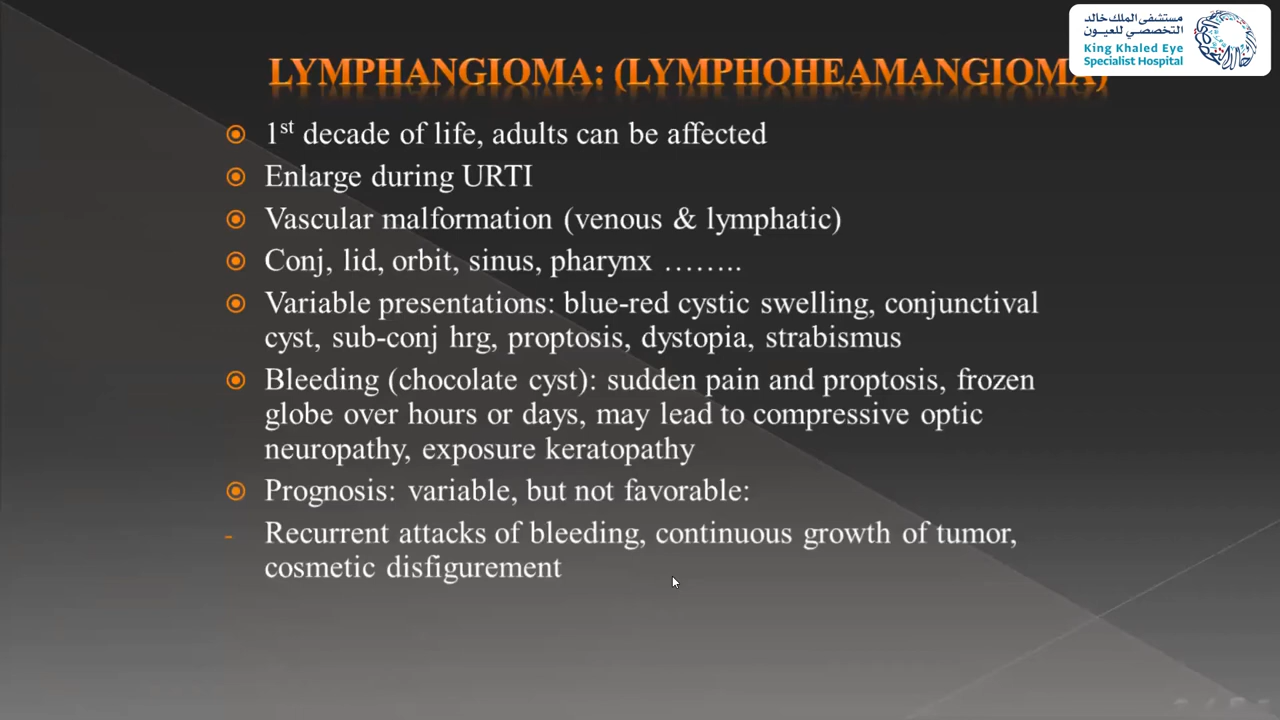 مستشفى الملك خالد
التخصصي للعيون
King Khaled Eye
Specialist Hospital
LYMPHANGIOMA: (LYMPHOHEAMANGIOMA)
1st decade of life, adults can be affected
Enlarge during URTI
Vascular malformation (venous & lymphatic)
Conj, lid, orbit, sinus, pharynx ……..
Variable presentations: blue-red cystic swelling, conjunctival
cyst, sub-conj hrg, proptosis, dystopia, strabismus
Bleeding (chocolate cyst): sudden pain and proptosis, frozen
globe over hours or days, may lead to compressive optic
neuropathy, exposure keratopathy
Prognosis: variable, but not favorable:
- Recurrent attacks of bleeding, continuous growth of tumor,
cosmetic disfigurement